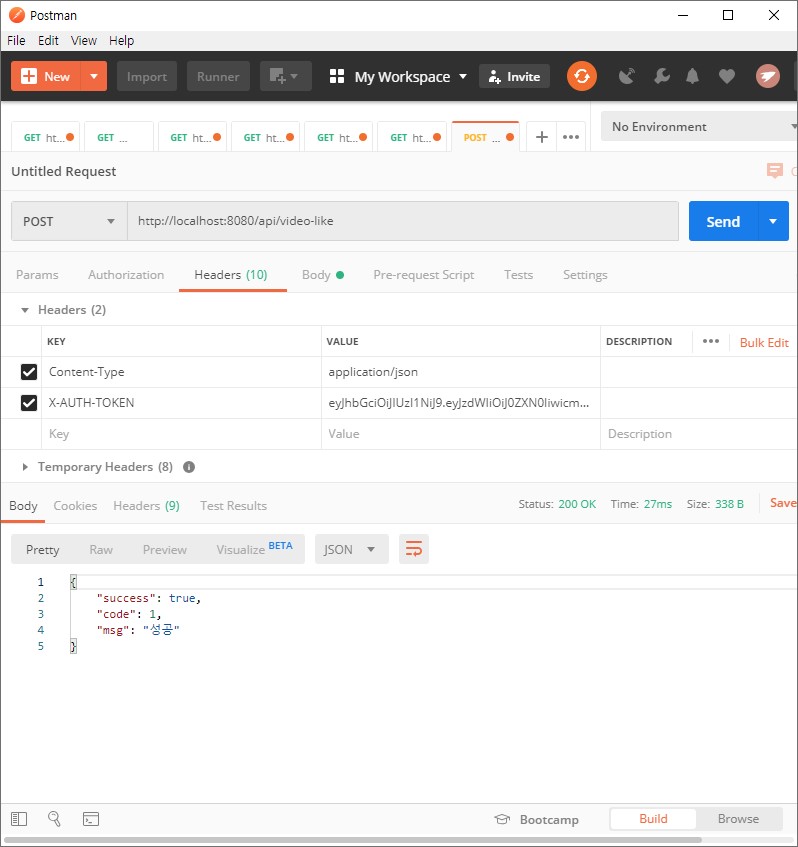 Postman
File Edit View Help
New Import Runner My Workspace Invite
GET ht... GET ... GET ht... GET ht... GET ht... GET ht... POST ... No Environment
Untitled Request
POST http://localhost:8080/api/video-like Send
Params Authorization Headers (10) Body Pre-request Script Tests Settings
Headers (2)
KEY VALUE DESCRIPTION ••• Bulk Edit
Content-Type application/json
X-AUTH-TOKEN eyJhbGciOiJIUzI1NiJ9.eyJzdWIiOiJ0ZXN0Iiwicm...
Key Value Description
Temporary Headers (8)
Body Cookies Headers (9) Test Results Status: 200 OK Time: 27ms Size: 338 B Save
Pretty Raw Preview Visualize BETA JSON
1 {
2 "success": true,
3 "code": 1,
4 "msg": "성공"
5 }
Bootcamp Build Browse